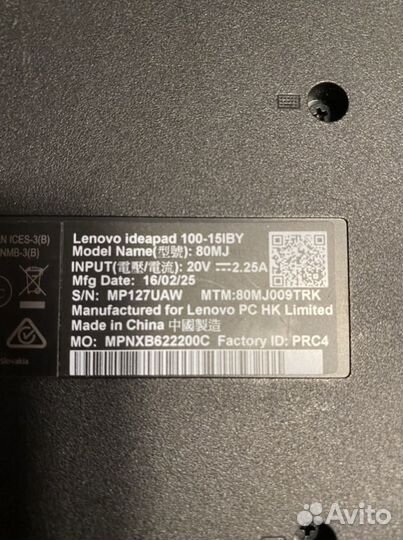 Lenovo ideapad 100-15IBY
Model Name(型號): 80MJ
INPUT(電壓/電流): 20V ⎓ 2.25A
Mfg Date: 16/02/25
S/N: MP127UAW MTM:80MJ009TRK
Manufactured for Lenovo PC HK Limited
Made in China 中國製造
MO: MPNXB622200C Factory ID: PRC4
N ICES-3(B)
NMB-3(B)
Slovakia
Avito